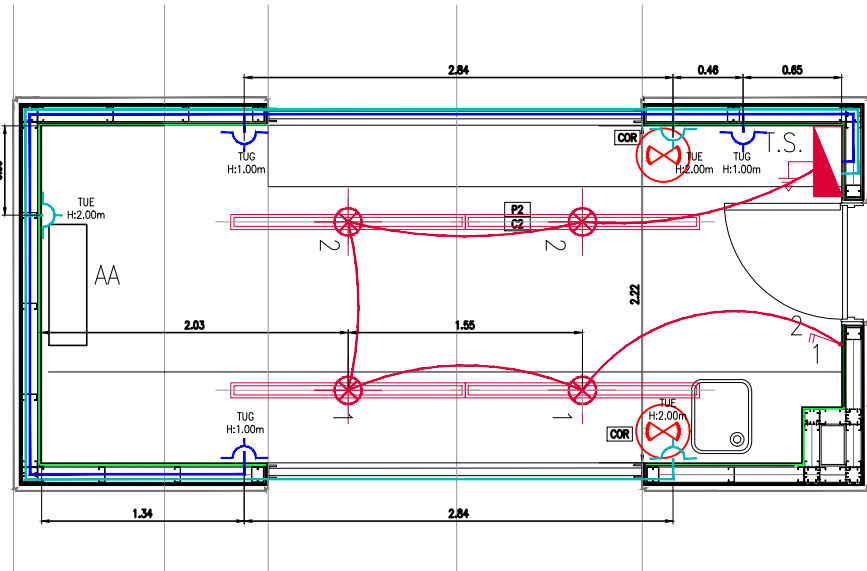 2.84
0.46
0.65
COR
T.S.
TUG
H:1.00m
TUE
H:2.00m
TUG
H:1.00m
TUE
H:2.00m
P2
C2
2
2
AA
2.22
2.03
1.55
2
1
1
1
TUG
H:1.00m
TUE
H:2.00m
COR
1.34
2.84